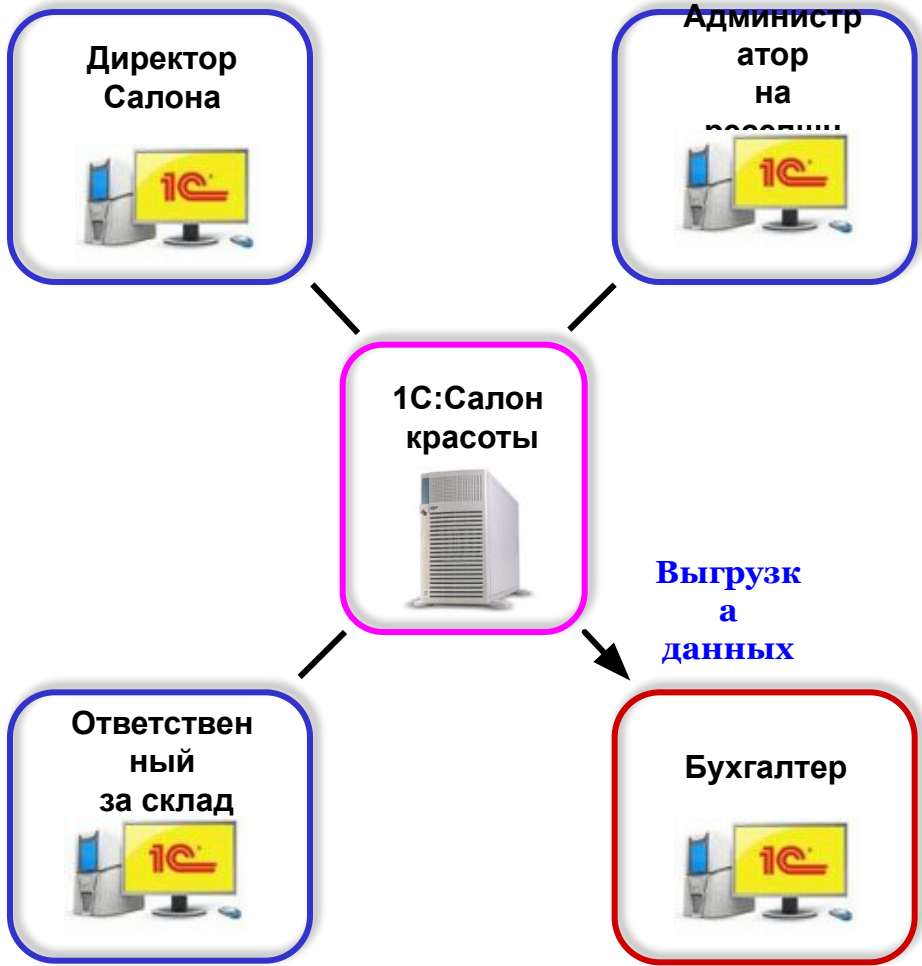 Директор
Салона
1С
Администр
атор
на
1С
1С:Салон
красоты
Выгрузк
а
данных
Ответствен
ный
за склад
1С
Бухгалтер
1С